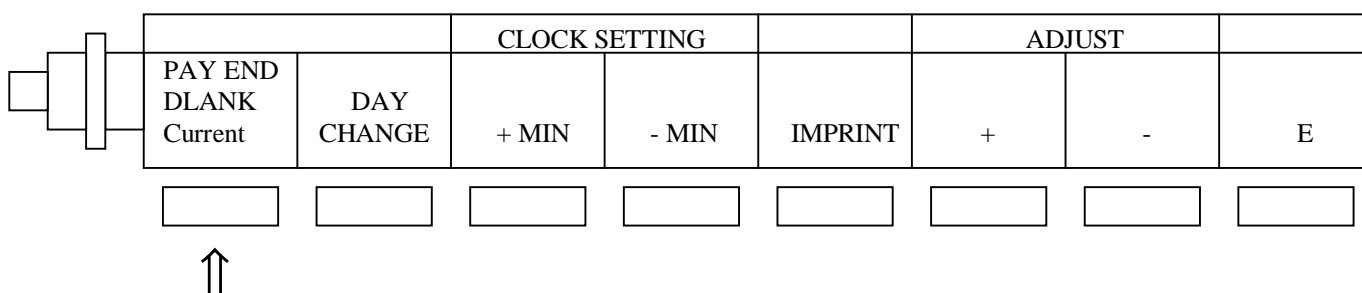 CLOCK SETTING ADJUST
PAY END
DLANK DAY
Current CHANGE + MIN - MIN IMPRINT + - E